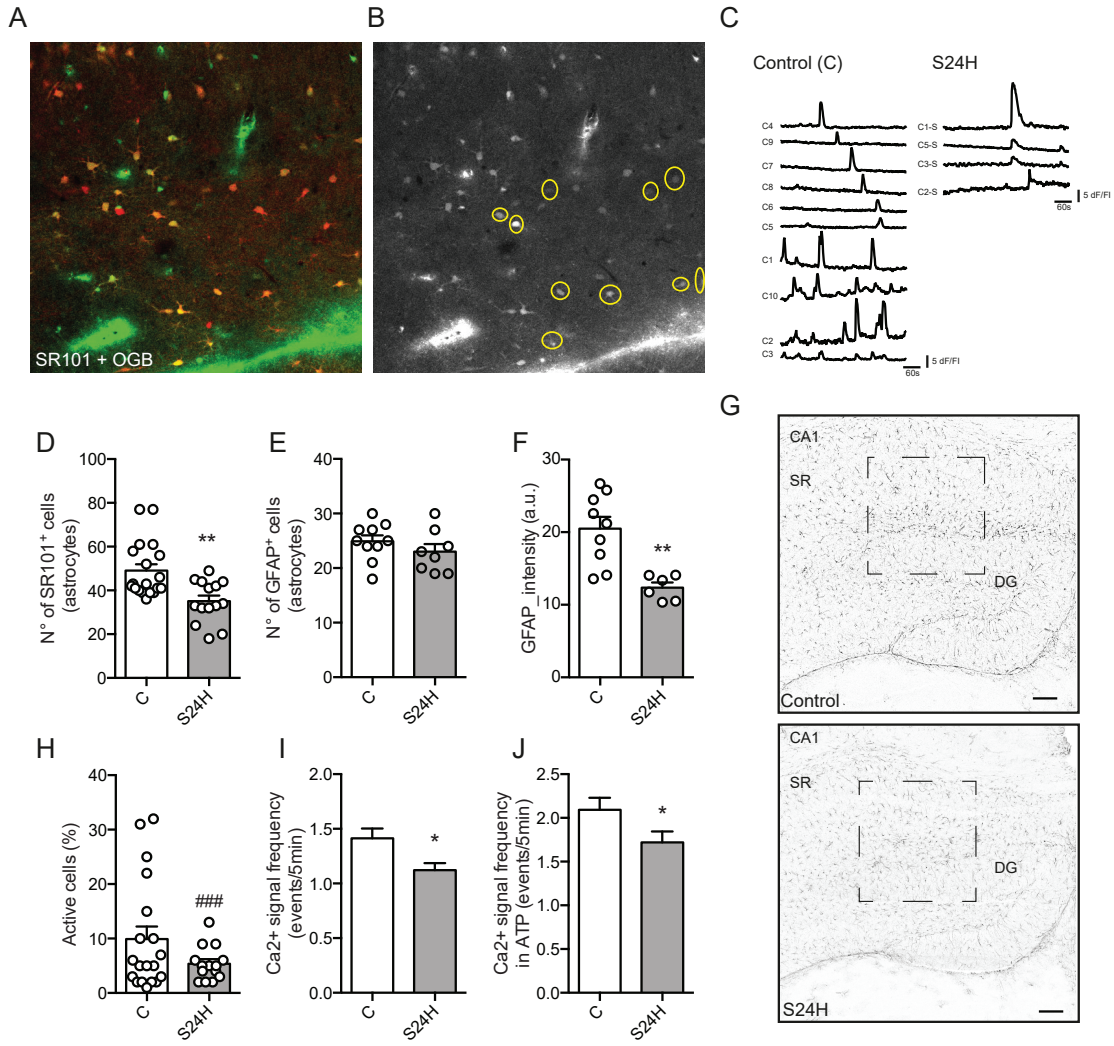 A
B
C
SR101 + OGB
Control (C)
S24H
C4
C9
C7
C8
C6
C5
C1
C10
C2
C3
5 dF/FI
60s
C1-S
C5-S
C3-S
C2-S
5 dF/FI
60s
D
N° of SR101+ cells
(astrocytes)
100
80
60
40
20
0
**
C
S24H
E
N° of GFAP+ cells
(astrocytes)
40
30
20
10
0
C
S24H
F
GFAP_intensity (a.u.)
30
20
10
0
**
C
S24H
G
CA1
SR
DG
Control
CA1
SR
DG
S24H
H
Active cells (%)
40
30
20
10
0
###
C
S24H
I
Ca2+ signal frequency
(events/5min)
2.0
1.5
1.0
0.5
0.0
*
C
S24H
J
Ca2+ signal frequency
in ATP (events/5min)
2.5
2.0
1.5
1.0
0.5
0.0
*
C
S24H